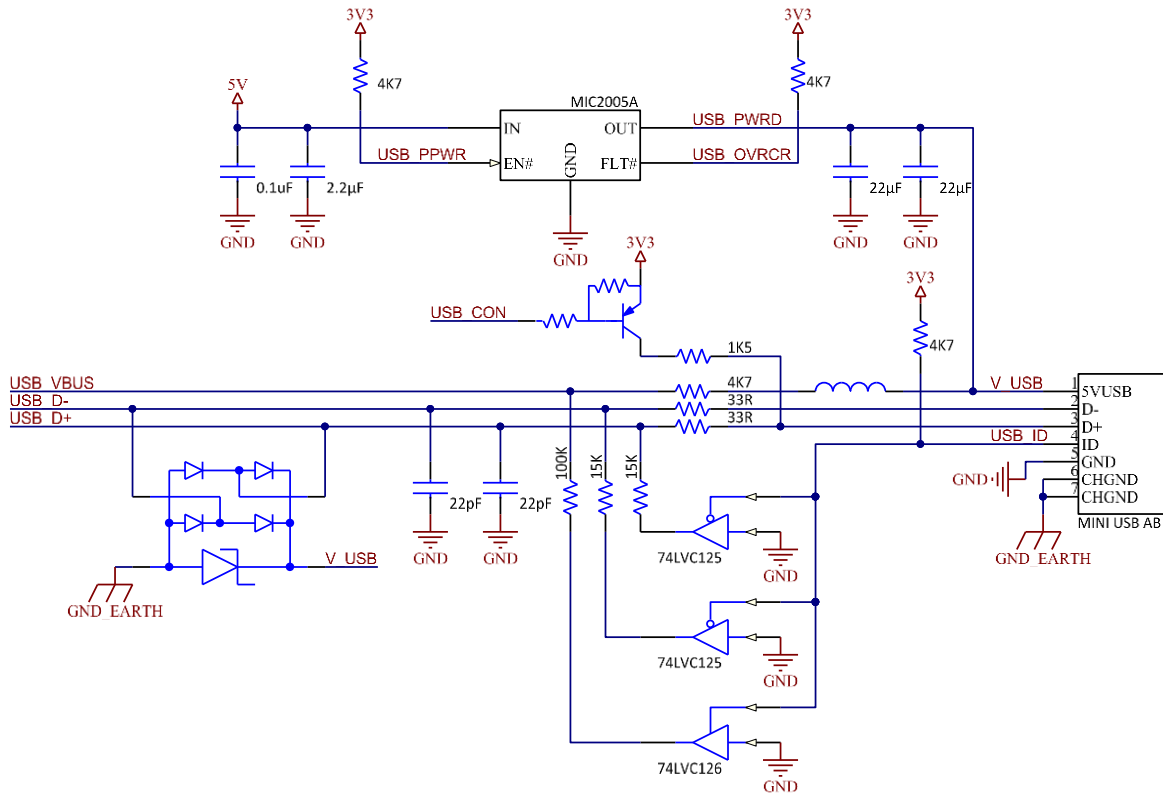 3V3
3V3
4K7
4K7
5V
MIC2005A
IN
OUT
USB_PWRD
USB_PPWR
EN#
GND
FLT#
USB_OVRCR
0.1uF
2.2µF
22µF
22µF
GND
GND
GND
GND
GND
3V3
3V3
USB_CON
4K7
1K5
USB_VBUS
4K7
V_USB
1
5VUSB
USB_D-
33R
2
D-
USB_D+
33R
3
D+
USB_ID
4
ID
5
GND
GND
6
CHGND
7
CHGND
MINI USB AB
GND_EARTH
100K
15K
15K
22pF
22pF
GND
GND
74LVC125
GND
V_USB
GND_EARTH
74LVC125
GND
74LVC126
GND